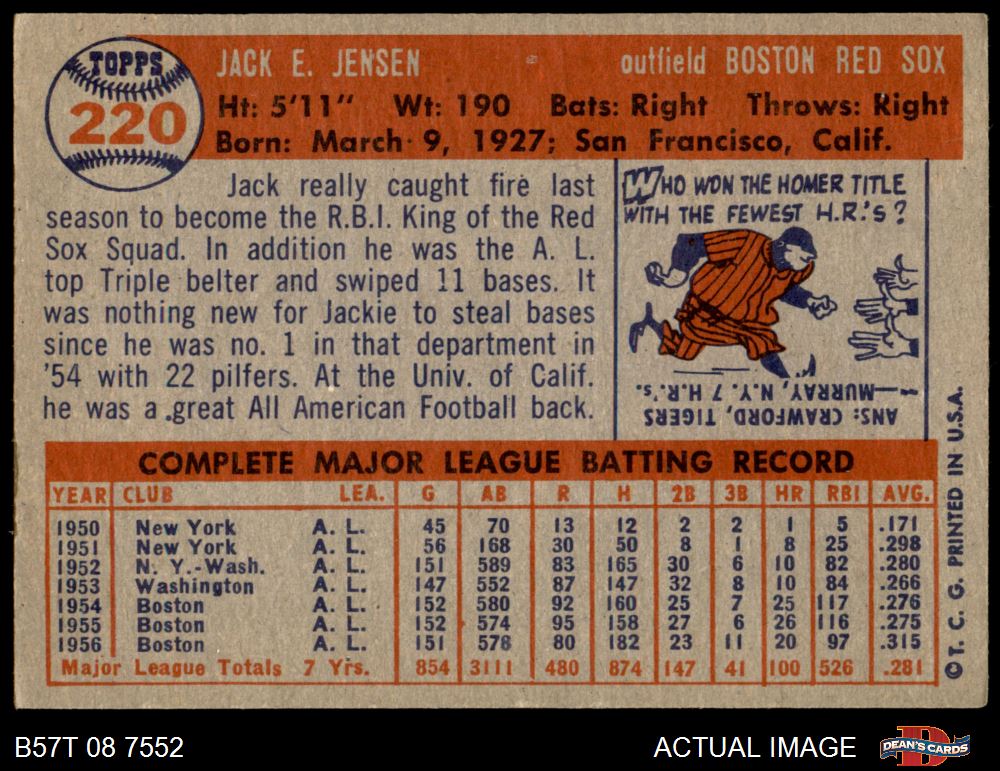 TOPPS
220
JACK E. JENSEN outfield BOSTON RED SOX
Ht: 5'11" Wt: 190 Bats: Right Throws: Right
Born: March 9, 1927; San Francisco, Calif.
Jack really caught fire last
season to become the R.B.I. King of the Red
Sox Squad. In addition he was the A. L.
top Triple belter and swiped 11 bases. It
was nothing new for Jackie to steal bases
since he was no. 1 in that department in
'54 with 22 pilfers. At the Univ. of Calif.
he was a great All American Football back.
WHO WON THE HOMER TITLE
WITH THE FEWEST H.R.'S?
ANS: CRAWFORD, TIGERS
—MURRAY, N.Y. 7 H.R.'s.
COMPLETE MAJOR LEAGUE BATTING RECORD
YEAR CLUB LEA. G AB R H 2B 3B HR RBI AVG.
1950 New York A. L. 45 70 13 12 2 2 1 5 .171
1951 New York A. L. 56 168 30 50 8 1 8 25 .298
1952 N. Y.-Wash. A. L. 151 589 83 165 30 6 10 82 .280
1953 Washington A. L. 147 552 87 147 32 8 10 84 .266
1954 Boston A. L. 152 580 92 160 25 7 25 117 .276
1955 Boston A. L. 152 574 95 158 27 6 26 116 .275
1956 Boston A. L. 151 578 80 182 23 11 20 97 .315
Major League Totals 7 Yrs. 854 3111 480 874 147 41 100 526 .281
© T. C. G. PRINTED IN U.S.A.
B57T 08 7552
ACTUAL IMAGE
DEAN'S CARDS